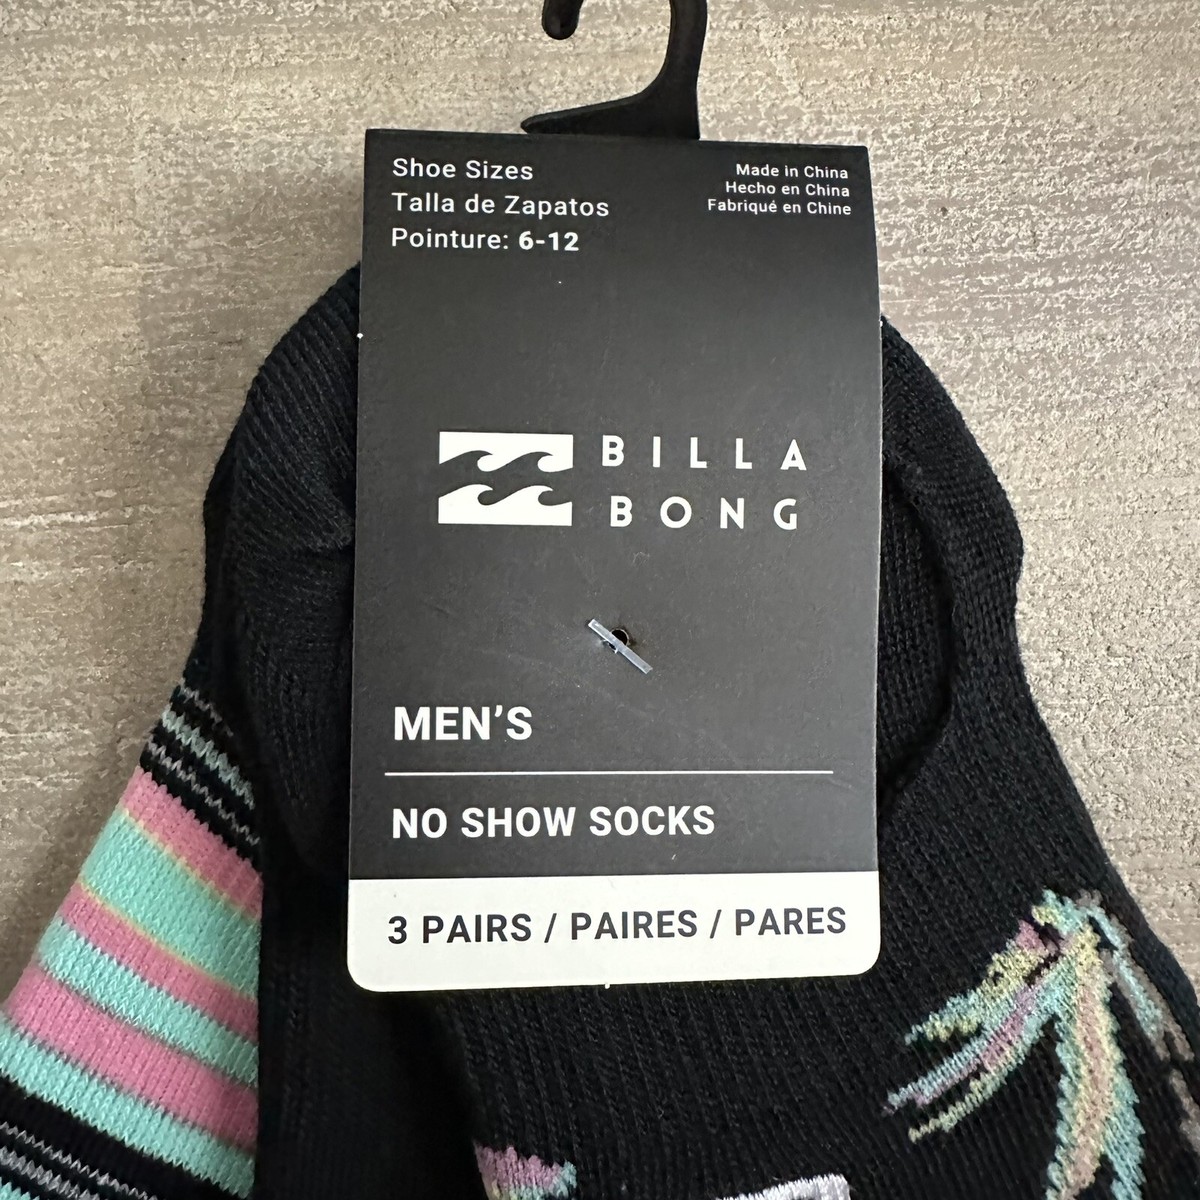 Shoe Sizes
Talla de Zapatos
Pointure: 6-12
Made in China
Hecho en China
Fabriqué en Chine
BILLA
BONG
MEN'S
NO SHOW SOCKS
3 PAIRS / PAIRES / PARES